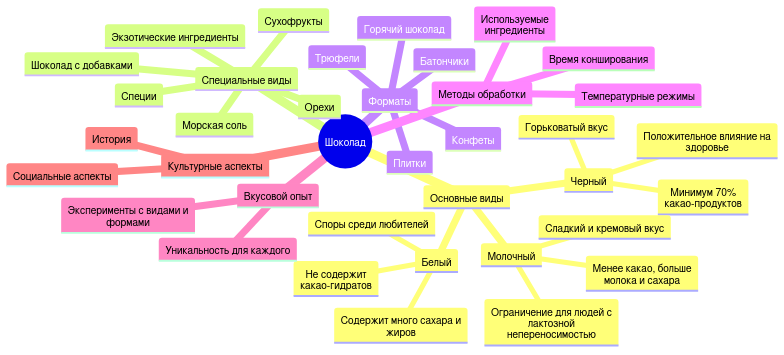 Сухофрукты
Экзотические ингредиенты
Шоколад с добавками
Специальные виды
Специи
Орехи
Морская соль
Горячий шоколад
Трюфели
Батончики
Форматы
Конфеты
Плитки
Используемые
ингредиенты
Время конширования
Методы обработки
Температурные режимы
Шоколад
История
Социальные аспекты
Культурные аспекты
Вкусовой опыт
Эксперименты с видами и
формами
Уникальность для каждого
Основные виды
Горьковатый вкус
Положительное влияние на
здоровье
Черный
Минимум 70%
какао-продуктов
Споры среди любителей
Белый
Не содержит
какао-гидратов
Содержит много сахара и
жиров
Сладкий и кремовый вкус
Молочный
Менее какао, больше
молока и сахара
Ограничение для людей с
лактозной
непереносимостью